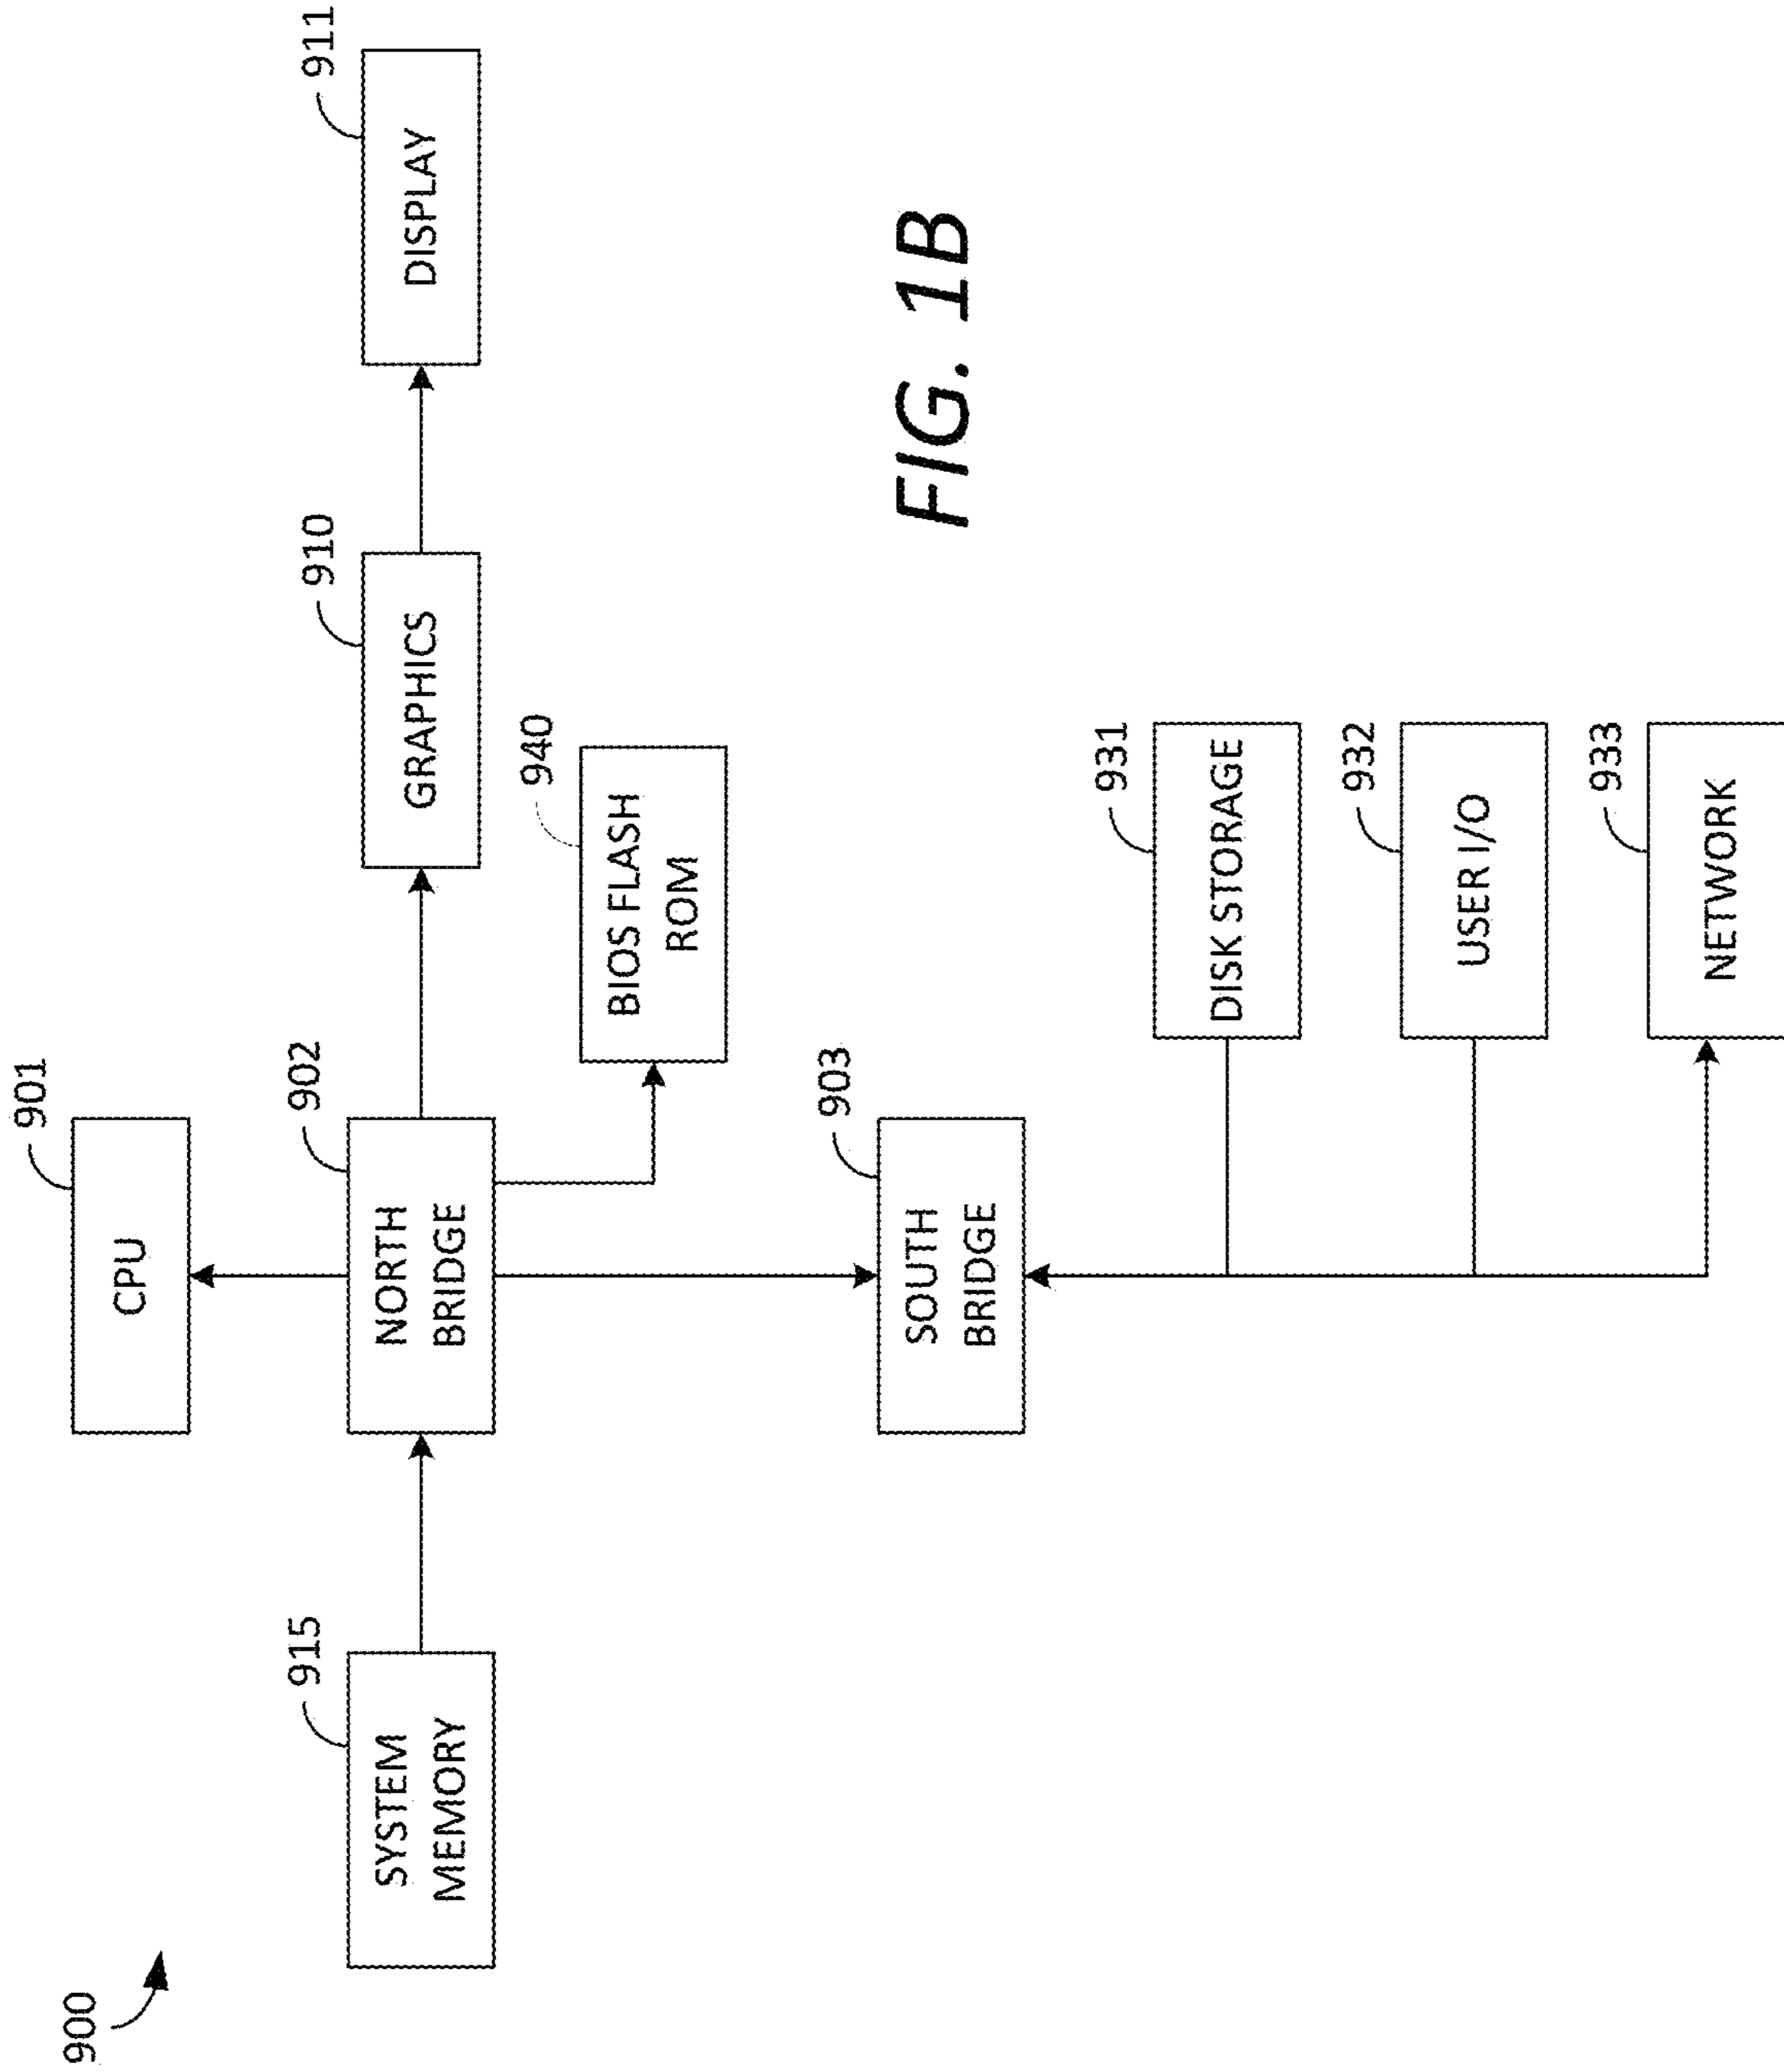 900
901
CPU
915
SYSTEM
MEMORY
902
NORTH
BRIDGE
910
GRAPHICS
911
DISPLAY
940
BIOS FLASH
ROM
903
SOUTH
BRIDGE
931
DISK STORAGE
932
USER I/O
933
NETWORK
FIG. 1B